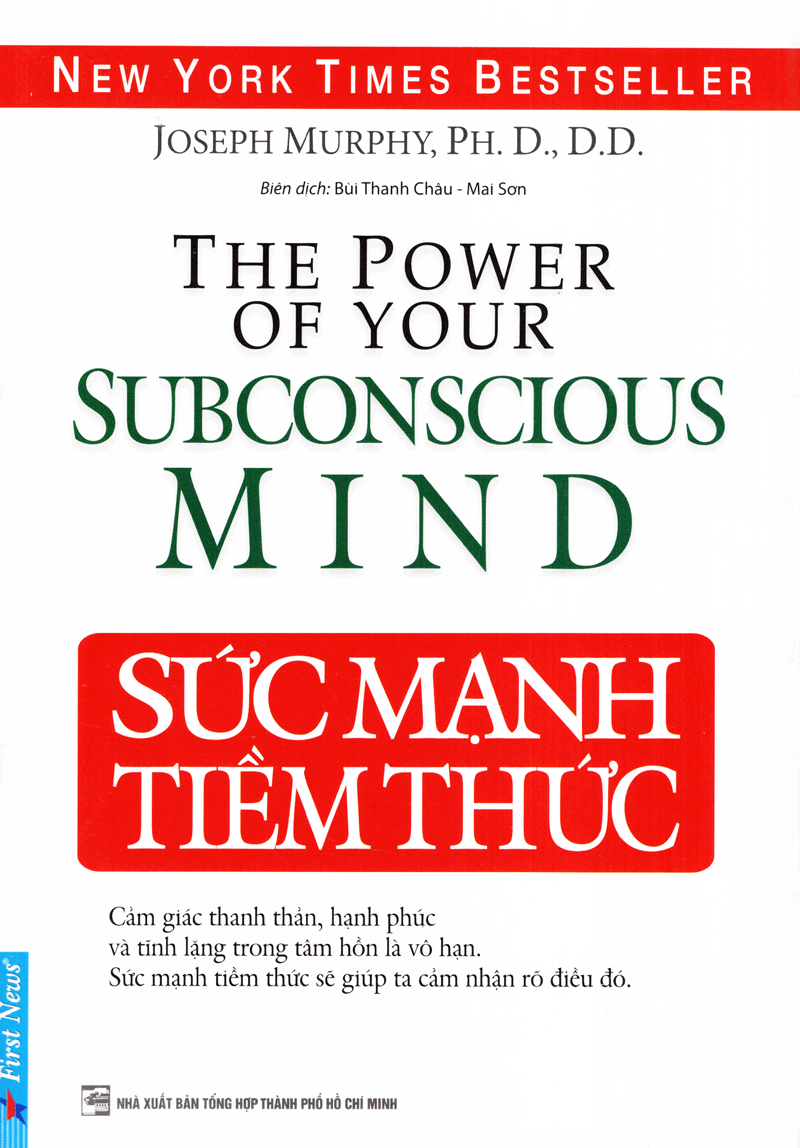 NEW YORK TIMES BESTSELLER
JOSEPH MURPHY, PH. D., D.D.
Biên dịch: Bùi Thanh Châu - Mai Sơn
THE POWER
OF YOUR
SUBCONSCIOUS
MIND
SỨC MẠNH
TIỀM THỨC
Cảm giác thanh thản, hạnh phúc
và tĩnh lặng trong tâm hồn là vô hạn.
Sức mạnh tiềm thức sẽ giúp ta cảm nhận rõ điều đó.
First News®
NHÀ XUẤT BẢN TỔNG HỢP THÀNH PHỐ HỒ CHÍ MINH